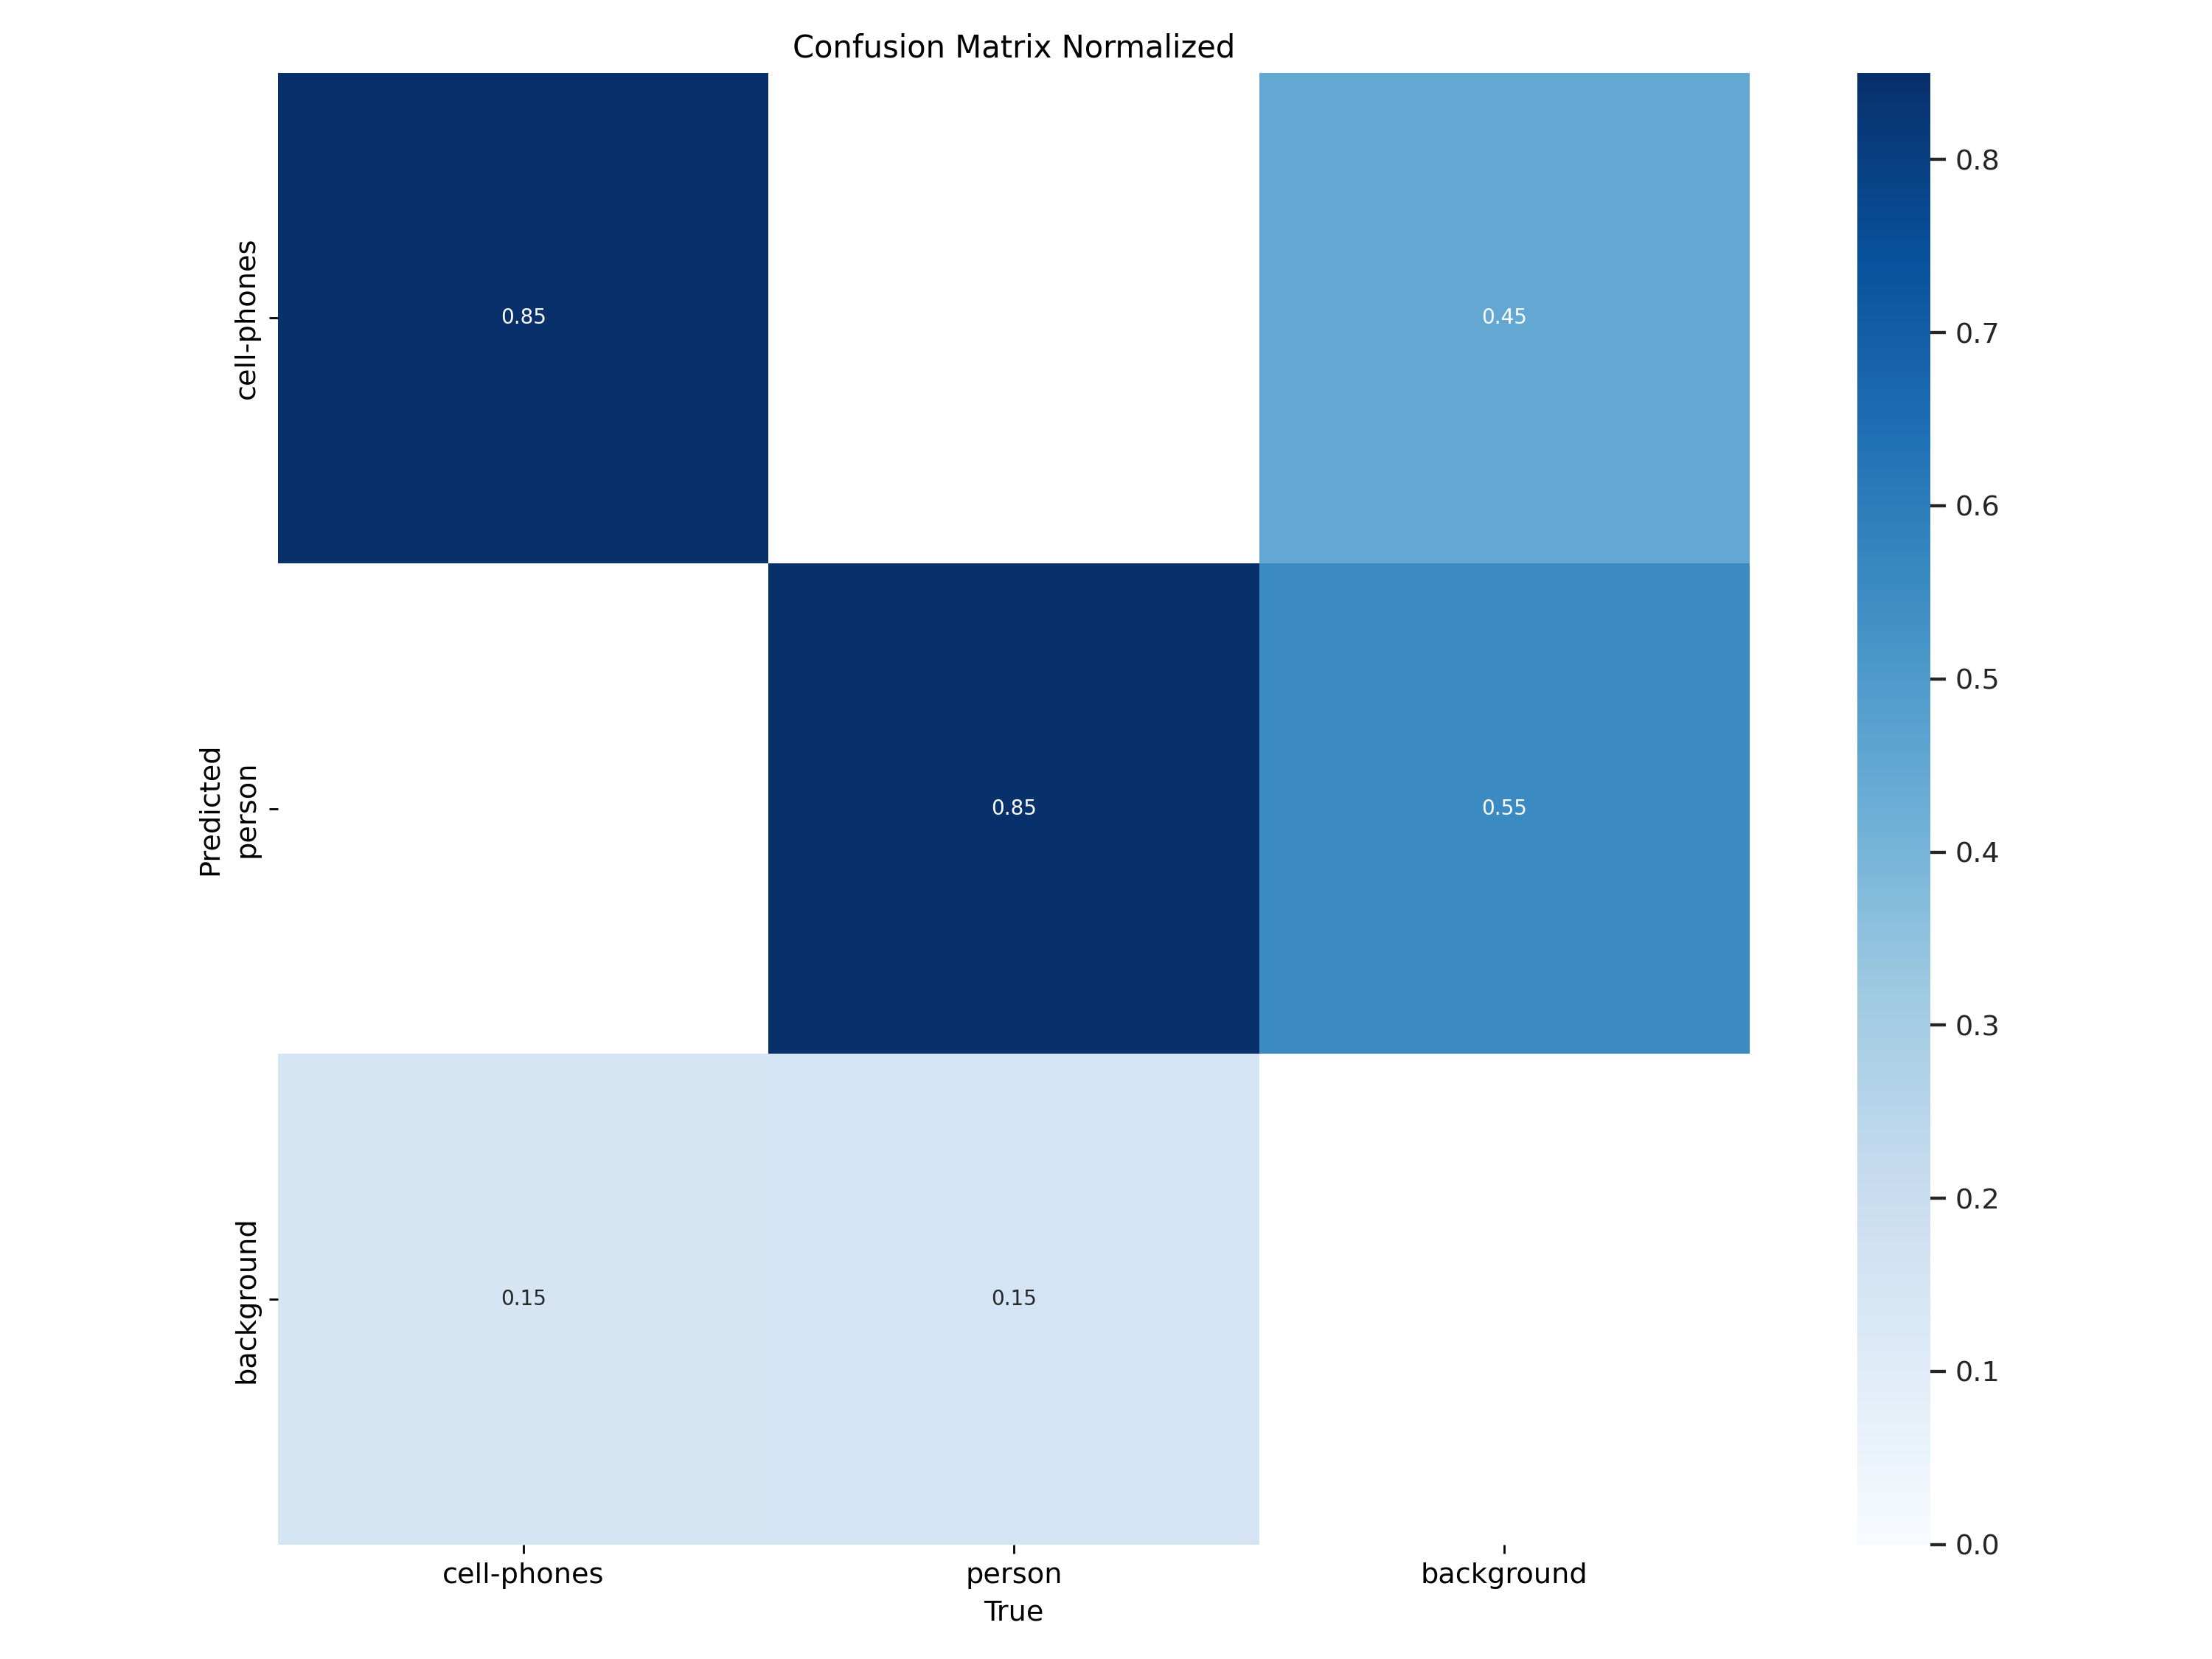 Confusion Matrix Normalized
cell-phones
0.85
0.45
Predicted
person
0.85
0.55
background
0.15
0.15
cell-phones
person
background
True
0.8
0.7
0.6
0.5
0.4
0.3
0.2
0.1
0.0